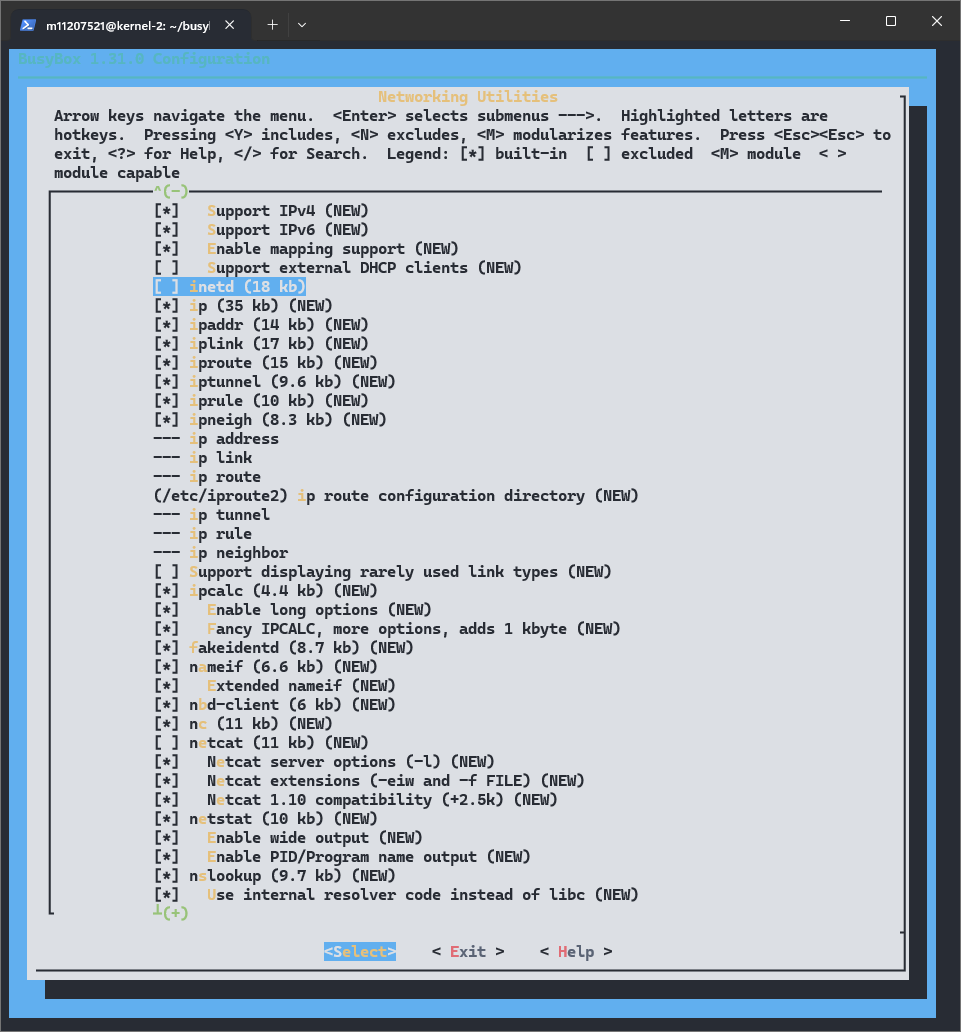 m11207521@kernel-2: ~/busy
BusyBox 1.31.0 Configuration
Networking Utilities
Arrow keys navigate the menu.  <Enter> selects submenus --->.  Highlighted letters are
hotkeys.  Pressing <Y> includes, <N> excludes, <M> modularizes features.  Press <Esc><Esc> to
exit, <?> for Help, </> for Search.  Legend: [*] built-in  [ ] excluded  <M> module  < >
module capable
^(-)
[*]   Support IPv4 (NEW)
[*]   Support IPv6 (NEW)
[*]   Enable mapping support (NEW)
[ ]   Support external DHCP clients (NEW)
[ ] inetd (18 kb)
[*] ip (35 kb) (NEW)
[*] ipaddr (14 kb) (NEW)
[*] iplink (17 kb) (NEW)
[*] iproute (15 kb) (NEW)
[*] iptunnel (9.6 kb) (NEW)
[*] iprule (10 kb) (NEW)
[*] ipneigh (8.3 kb) (NEW)
--- ip address
--- ip link
--- ip route
(/etc/iproute2) ip route configuration directory (NEW)
--- ip tunnel
--- ip rule
--- ip neighbor
[ ] Support displaying rarely used link types (NEW)
[*] ipcalc (4.4 kb) (NEW)
[*]   Enable long options (NEW)
[*]   Fancy IPCALC, more options, adds 1 kbyte (NEW)
[*] fakeidentd (8.7 kb) (NEW)
[*] nameif (6.6 kb) (NEW)
[*]   Extended nameif (NEW)
[*] nbd-client (6 kb) (NEW)
[*] nc (11 kb) (NEW)
[ ] netcat (11 kb) (NEW)
[*]   Netcat server options (-l) (NEW)
[*]   Netcat extensions (-eiw and -f FILE) (NEW)
[*]   Netcat 1.10 compatibility (+2.5k) (NEW)
[*] netstat (10 kb) (NEW)
[*]   Enable wide output (NEW)
[*]   Enable PID/Program name output (NEW)
[*] nslookup (9.7 kb) (NEW)
[*]   Use internal resolver code instead of libc (NEW)
┴(+)
<Select>    < Exit >    < Help >